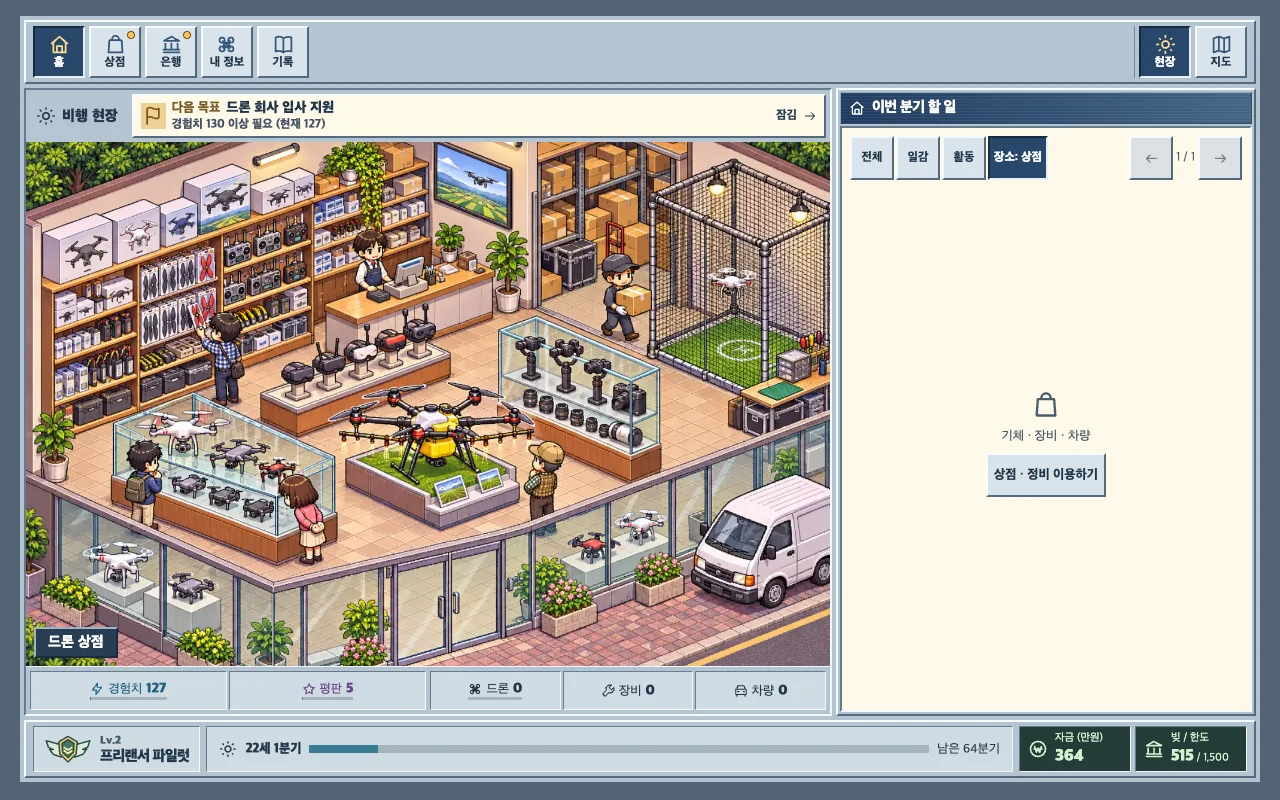 홈
상점
은행
내 정보
기록
현장
지도
비행 현장
다음 목표 드론 회사 입사 지원
경험치 130 이상 필요 (현재 127)
잠김 →
이번 분기 할 일
전체
일감
활동
장소: 상점
←
1 / 1
→
기체 · 장비 · 차량
상점 · 정비 이용하기
드론 상점
경험치 127
평판 5
드론 0
장비 0
차량 0
Lv.2
프리랜서 파일럿
22세 1분기
남은 64분기
자금 (만원)
364
빚 / 한도
515 / 1,500